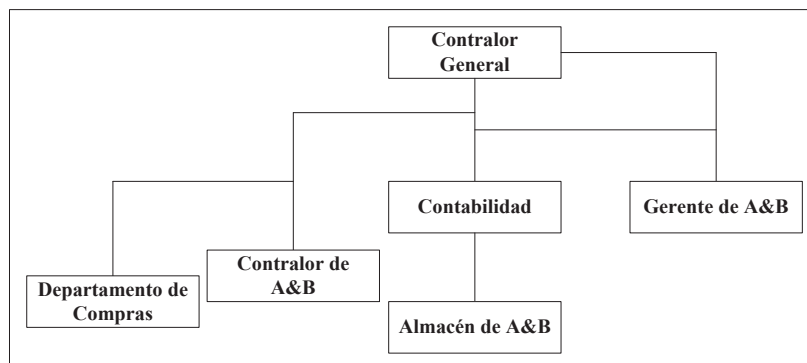 Contralor
General
Contabilidad
Gerente de A&B
Contralor de
A&B
Departamento de
Compras
Almacén de A&B